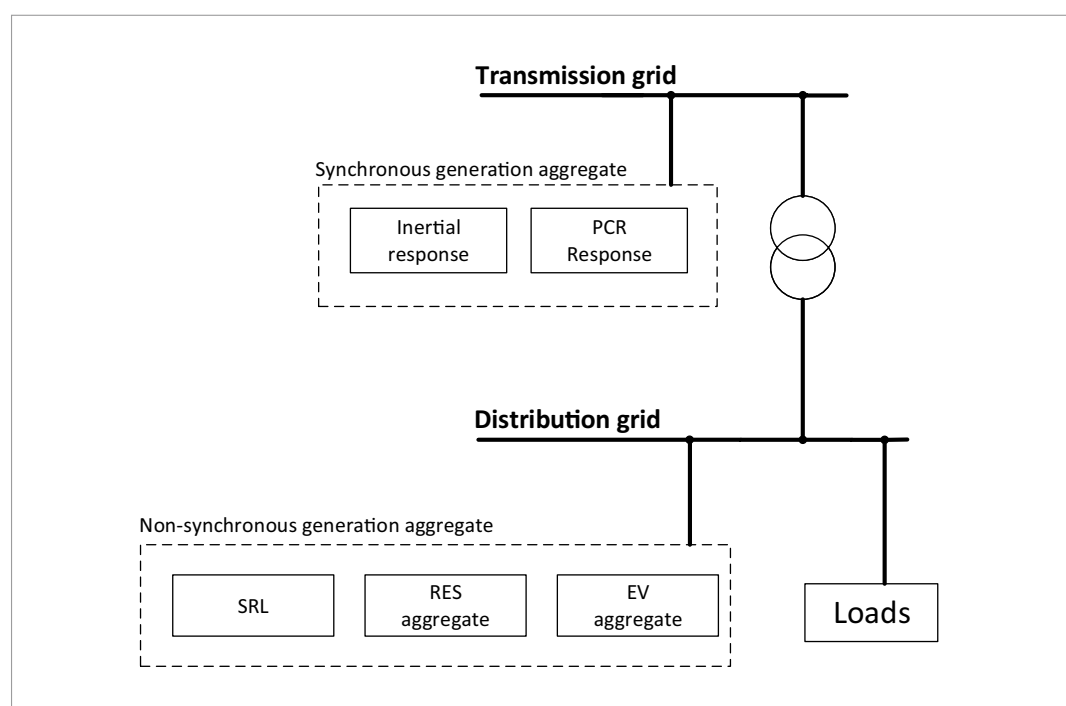 Transmission grid
Synchronous generation aggregate
Inertial
response
PCR
Response
Distribution grid
Non-synchronous generation aggregate
SRL
RES
aggregate
EV
aggregate
Loads